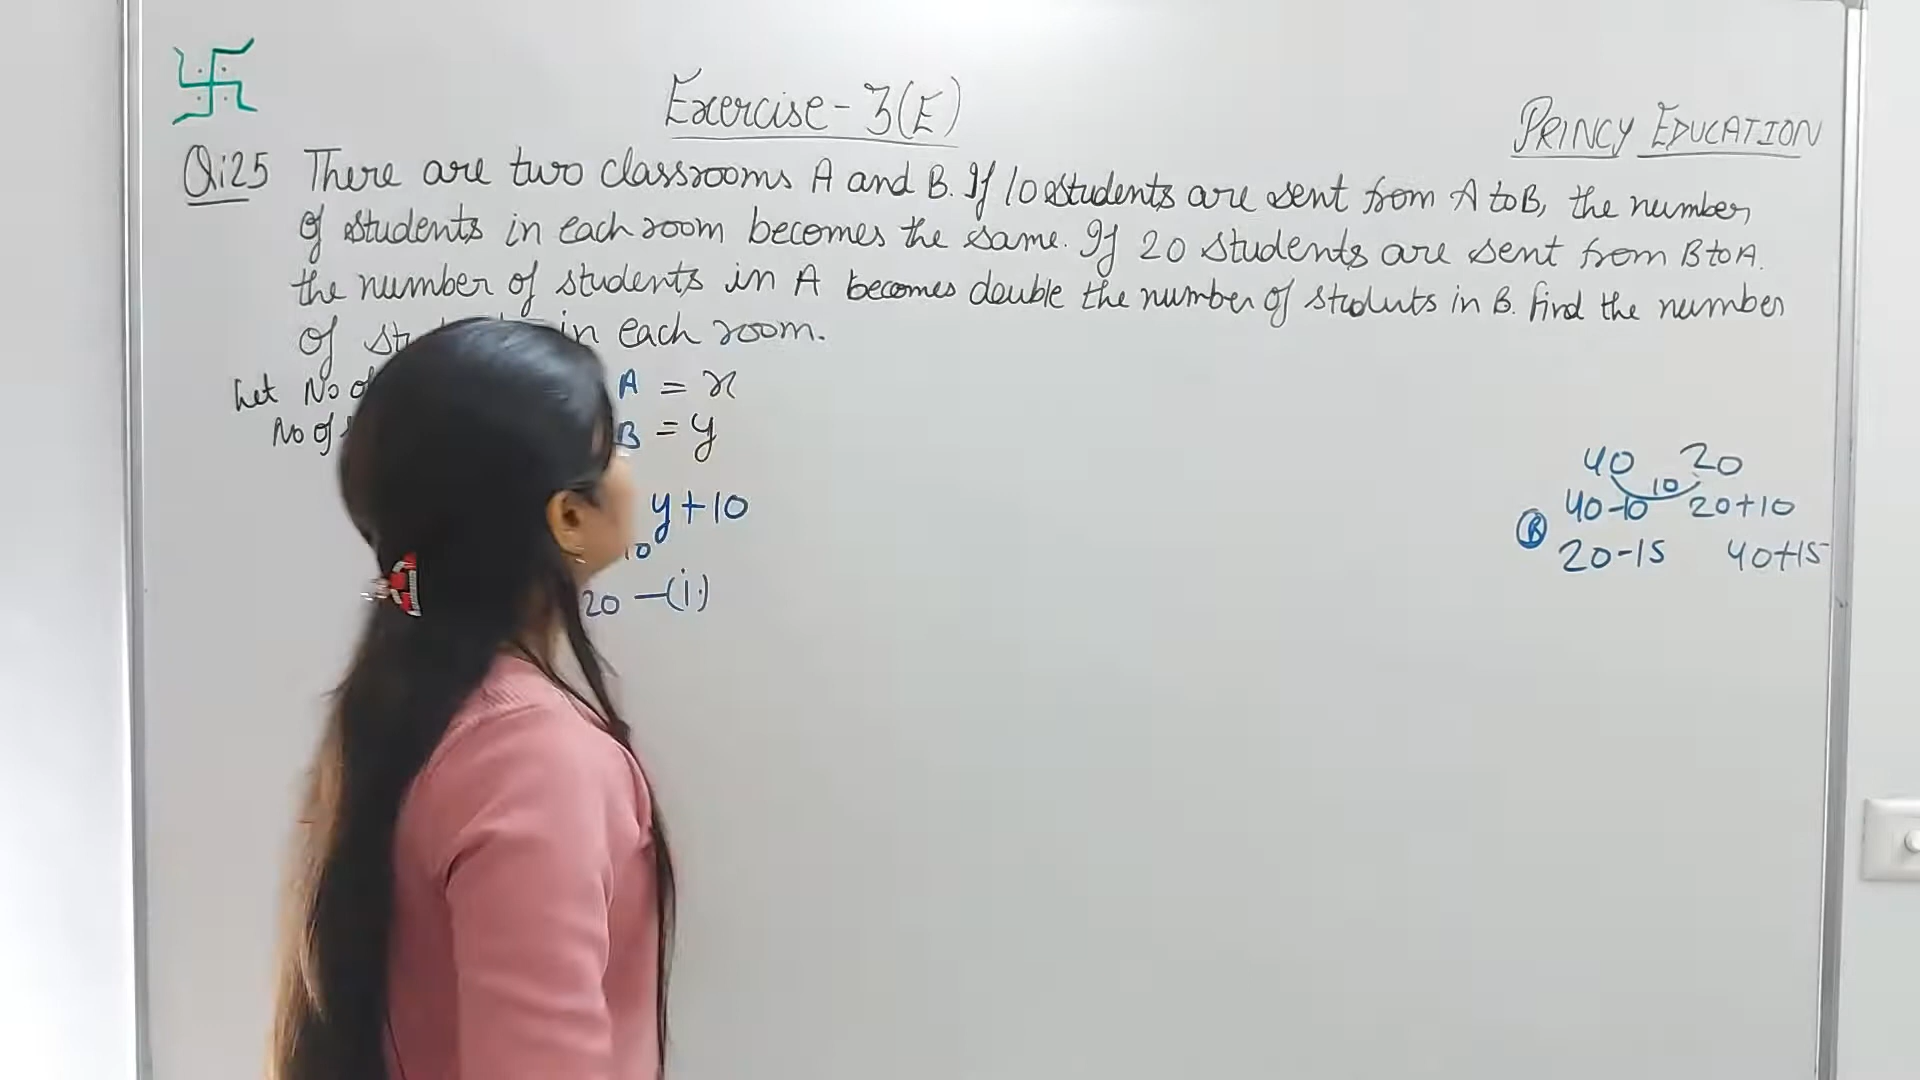 Exercise - 3(E)
PRINCY EDUCATION
Q:25 There are two classrooms A and B. If 10 students are sent from A to B, the number
of students in each room becomes the same. If 20 students are sent from B to A.
the number of students in A becomes double the number of studuts in B. find the number
of in each room.
Let No of A = x
No of B = y
y+10
10
20 -(i)
40 20
10
40-10 20+10
B
20-15 40+15